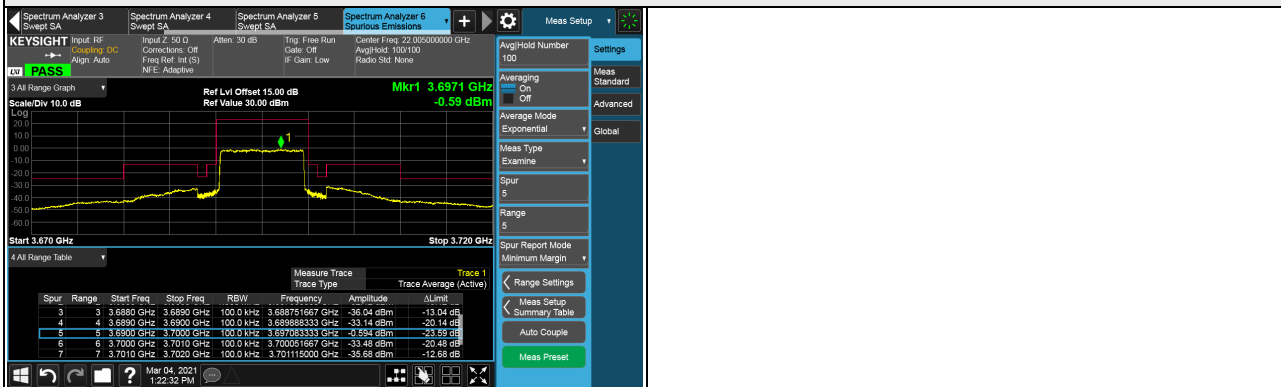 Spectrum Analyzer 3
Swept SA
Spectrum Analyzer 4
Swept SA
Spectrum Analyzer 5
Swept SA
Spectrum Analyzer 6
Spurious Emissions
Meas Setup
KEYSIGHT
Input: RF
Coupling: DC
Align: Auto
Input Z: 50 Ω
Corrections: Off
Freq Ref: Int (S)
NFE: Adaptive
Atten: 30 dB
Trig: Free Run
Gate: Off
IF Gain: Low
Center Freq: 22.005000000 GHz
Avg|Hold: 100/100
Radio Std: None
LXI PASS
3 All Range Graph
Scale/Div 10.0 dB
Ref Lvl Offset 15.00 dB
Ref Value 30.00 dBm
Mkr1 3.6971 GHz
-0.59 dBm
Log
20.0
10.0
0.00
-10.0
-20.0
-30.0
-40.0
-50.0
-60.0
1
Start 3.670 GHz
Stop 3.720 GHz
4 All Range Table
Measure Trace Trace 1
Trace Type Trace Average (Active)
Spur Range Start Freq Stop Freq RBW Frequency Amplitude ΔLimit
3 3 3.6880 GHz 3.6890 GHz 100.0 kHz 3.688751667 GHz -36.04 dBm -13.04 dB
4 4 3.6890 GHz 3.6900 GHz 100.0 kHz 3.689888333 GHz -33.14 dBm -20.14 dB
5 5 3.6900 GHz 3.7000 GHz 100.0 kHz 3.697083333 GHz -0.594 dBm -23.59 dB
6 6 3.7000 GHz 3.7010 GHz 100.0 kHz 3.700051667 GHz -33.48 dBm -20.48 dB
7 7 3.7010 GHz 3.7020 GHz 100.0 kHz 3.701115000 GHz -35.68 dBm -12.68 dB
Mar 04, 2021
1:22:32 PM
Avg|Hold Number
100
Averaging
On
Off
Average Mode
Exponential
Meas Type
Examine
Spur
5
Range
5
Spur Report Mode
Minimum Margin
Range Settings
Meas Setup
Summary Table
Auto Couple
Meas Preset
Settings
Meas
Standard
Advanced
Global